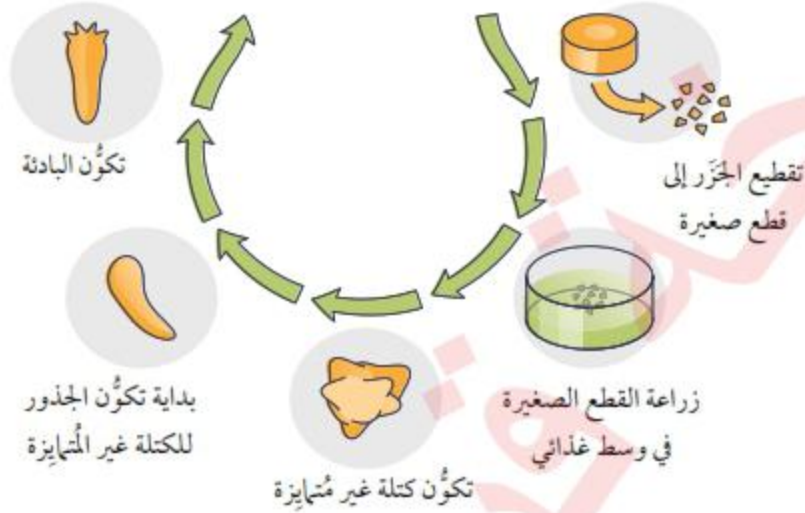 تقطيع الجَزَر إلى
قطع صغيرة
زراعة القطع الصغيرة
في وسط غذائي
تكوُّن كتلة غير مُتمايِزة
بداية تكوُّن الجذور
للكتلة غير المُتمايِزة
تكوُّن البادئة